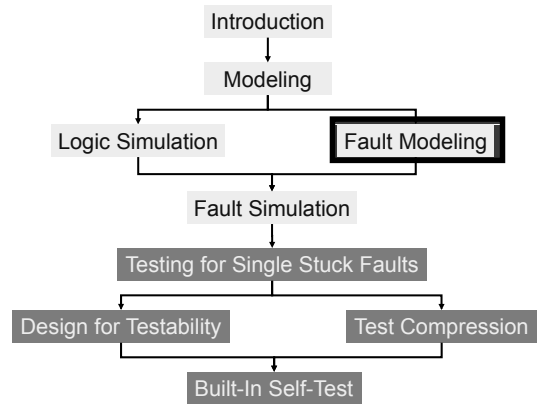 Introduction
Modeling
Logic Simulation
Fault Modeling
Fault Simulation
Testing for Single Stuck Faults
Design for Testability
Test Compression
Built-In Self-Test